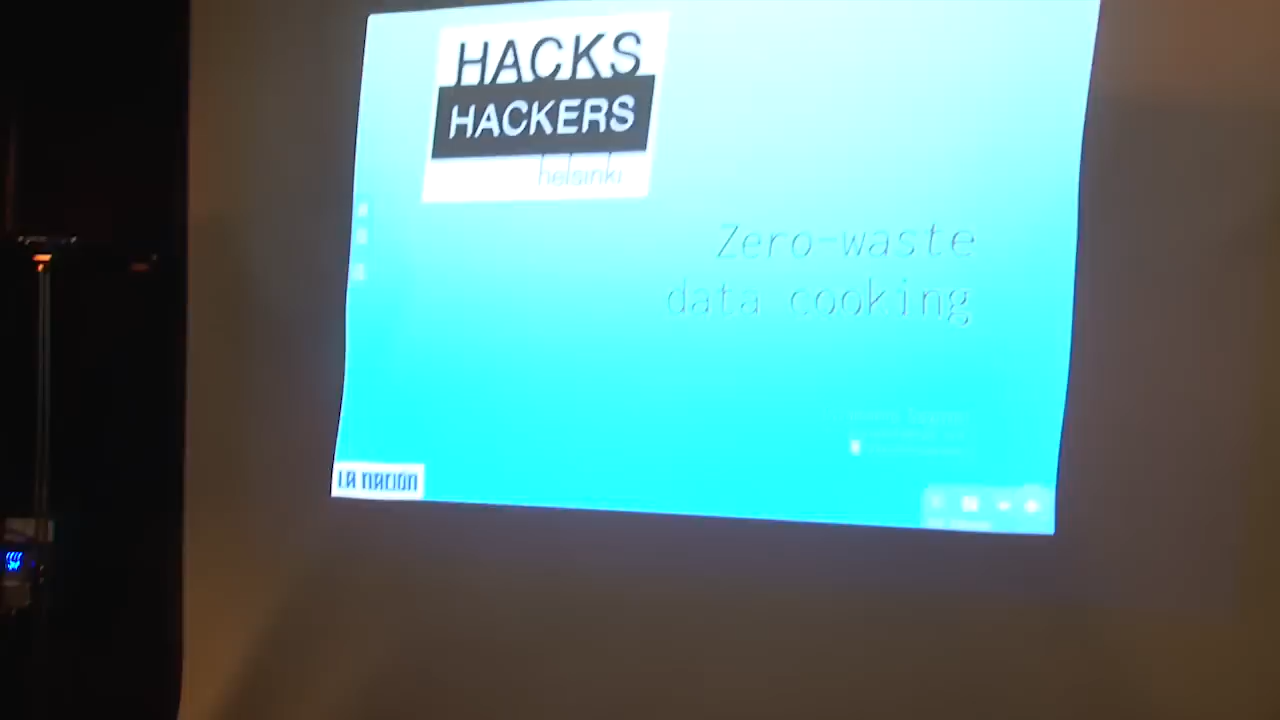 HACKS
HACKERS
helsinki
Zero-waste
data cooking
LA NACION